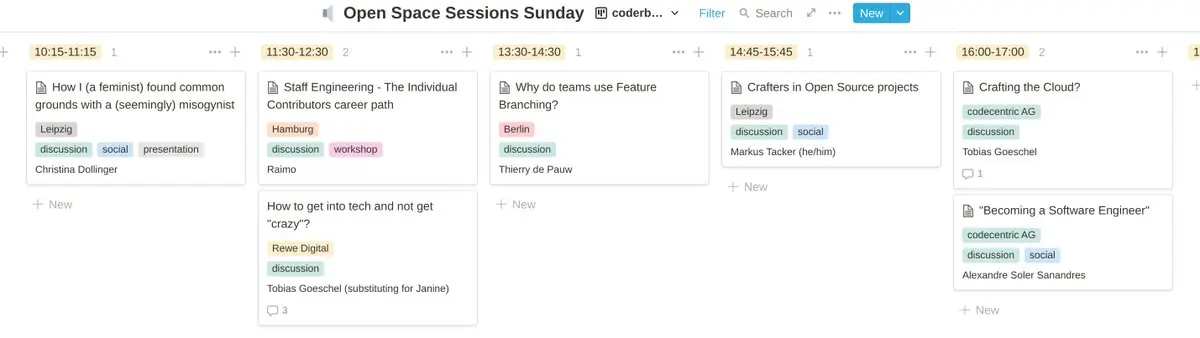 Open Space Sessions Sunday
coderb...
Filter
Search
New
10:15-11:15 1
How I (a feminist) found common
grounds with a (seemingly) misogynist
Leipzig
discussion social presentation
Christina Dollinger
New
11:30-12:30 2
Staff Engineering - The Individual
Contributors career path
Hamburg
discussion workshop
Raimo
How to get into tech and not get
"crazy"?
Rewe Digital
discussion
Tobias Goeschel (substituting for Janine)
3
13:30-14:30 1
Why do teams use Feature
Branching?
Berlin
discussion
Thierry de Pauw
New
14:45-15:45 1
Crafters in Open Source projects
Leipzig
discussion social
Markus Tacker (he/him)
New
16:00-17:00 2
Crafting the Cloud?
codecentric AG
discussion
Tobias Goeschel
1
"Becoming a Software Engineer"
codecentric AG
discussion social
Alexandre Soler Sanandres
New